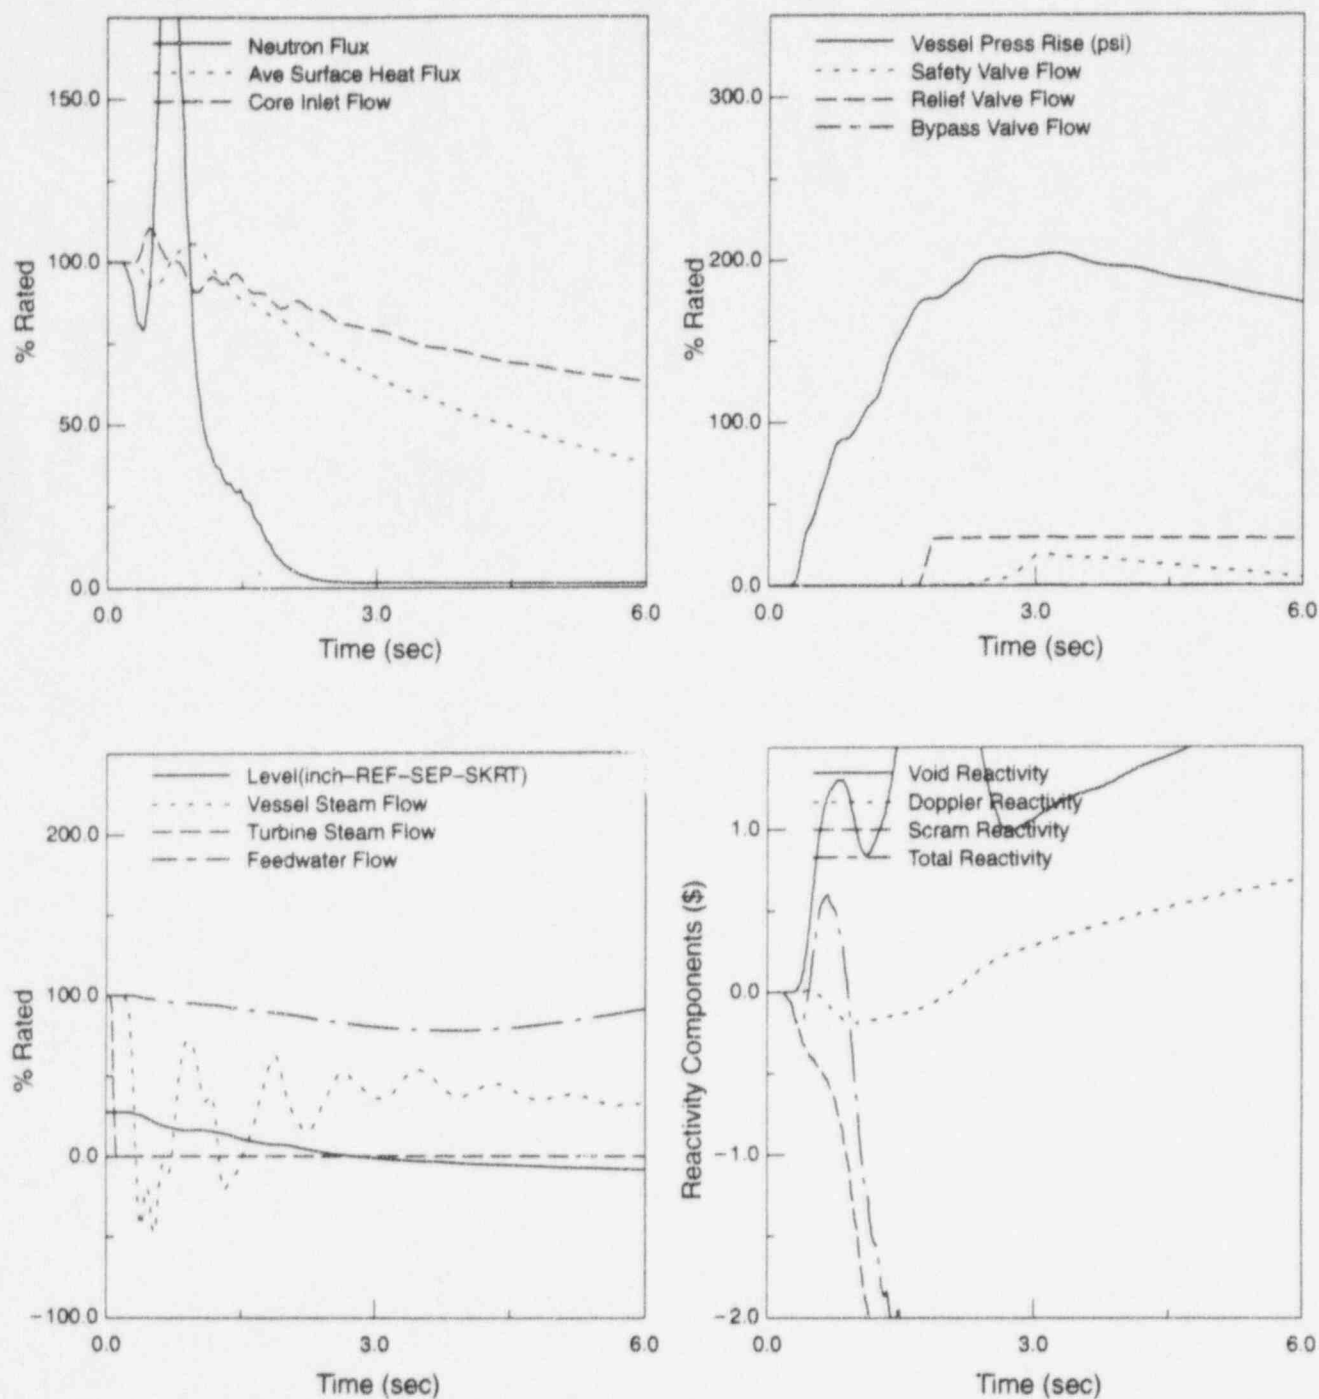 Neutron Flux
Ave Surface Heat Flux
Core Inlet Flow
150.0
100.0
50.0
0.0
% Rated
0.0
3.0
6.0
Time (sec)
Vessel Press Rise (psi)
Safety Valve Flow
Relief Valve Flow
Bypass Valve Flow
300.0
200.0
100.0
0.0
% Rated
0.0
3.0
6.0
Time (sec)
Level(inch-REF-SEP-SKRT)
Vessel Steam Flow
Turbine Steam Flow
Feedwater Flow
200.0
100.0
0.0
-100.0
% Rated
0.0
3.0
6.0
Time (sec)
Void Reactivity
Doppler Reactivity
Scram Reactivity
Total Reactivity
1.0
0.0
-1.0
-2.0
Reactivity Components ($)
0.0
3.0
6.0
Time (sec)